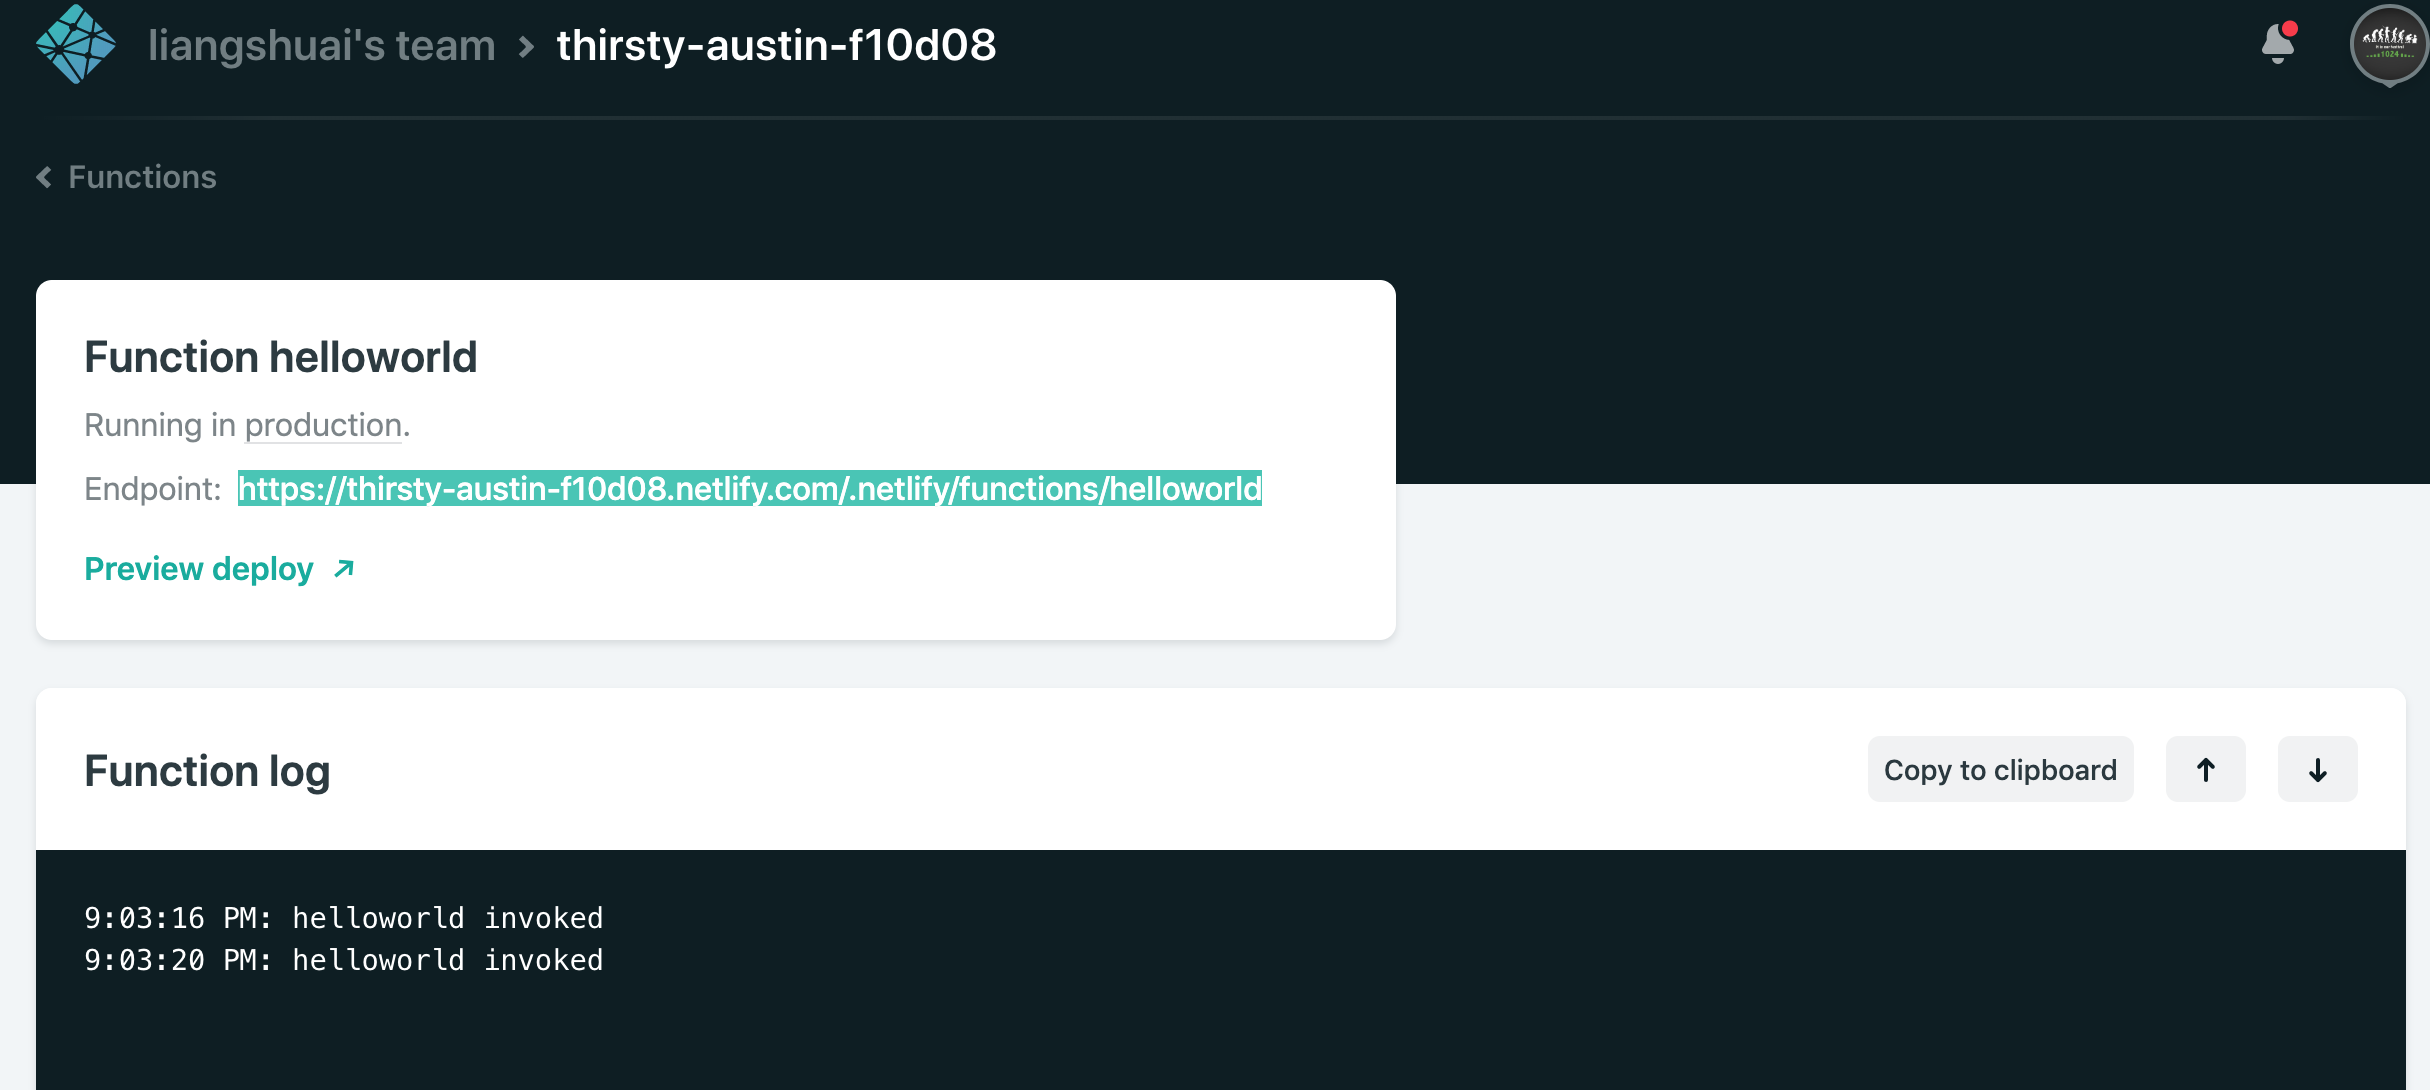 liangshuai's team > thirsty-austin-f10d08
Functions
Function helloworld
Running in production.
Endpoint: https://thirsty-austin-f10d08.netlify.com/.netlify/functions/helloworld
Preview deploy
Function log
Copy to clipboard
9:03:16 PM: helloworld invoked
9:03:20 PM: helloworld invoked
1024